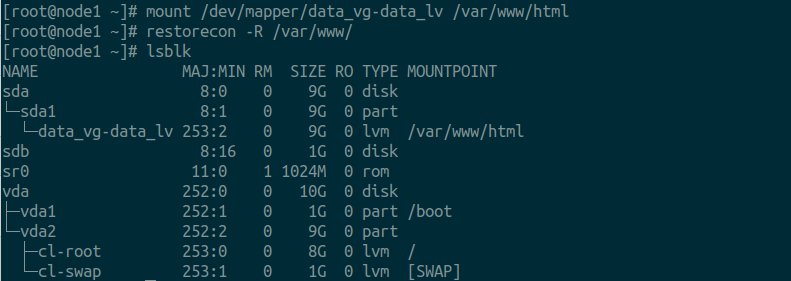 [root@node1 ~]# mount /dev/mapper/data_vg-data_lv /var/www/html
[root@node1 ~]# restorecon -R /var/www/
[root@node1 ~]# lsblk
NAME                MAJ:MIN RM  SIZE RO TYPE MOUNTPOINT
sda                   8:0    0    9G  0 disk
└─sda1                8:1    0    9G  0 part
  └─data_vg-data_lv 253:2    0    9G  0 lvm  /var/www/html
sdb                   8:16   0    1G  0 disk
sr0                  11:0    1 1024M  0 rom
vda                 252:0    0   10G  0 disk
├─vda1              252:1    0    1G  0 part /boot
└─vda2              252:2    0    9G  0 part
  ├─cl-root         253:0    0    8G  0 lvm  /
  └─cl-swap         253:1    0    1G  0 lvm  [SWAP]